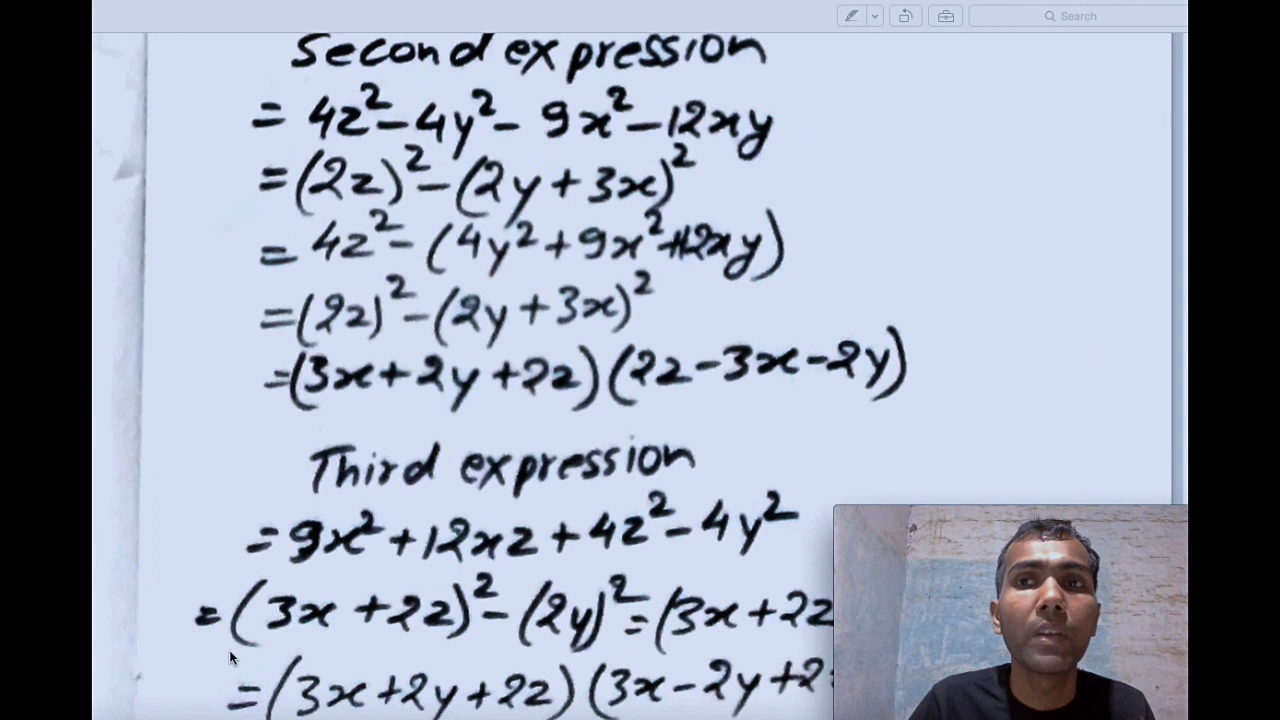 Search
Second expression
= 4z² - 4y² - 9x² - 12xy
= (2z)² - (2y + 3x)²
= 4z² - (4y² + 9x² + 12xy)
= (2z)² - (2y + 3x)²
= (3x + 2y + 2z) (2z - 3x - 2y)
Third expression
= 9x² + 12xz + 4z² - 4y²
= (3x + 2z)² - (2y)² = (3x + 2z
= (3x + 2y + 2z) (3x - 2y + 2